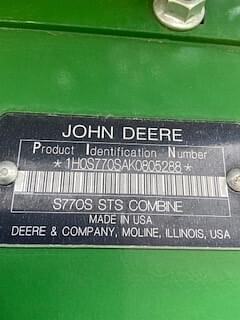 JOHN DEERE
Product Identification Number
*1H0S770SAK0805288*
S770S STS COMBINE
MADE IN USA
DEERE & COMPANY, MOLINE, ILLINOIS, USA